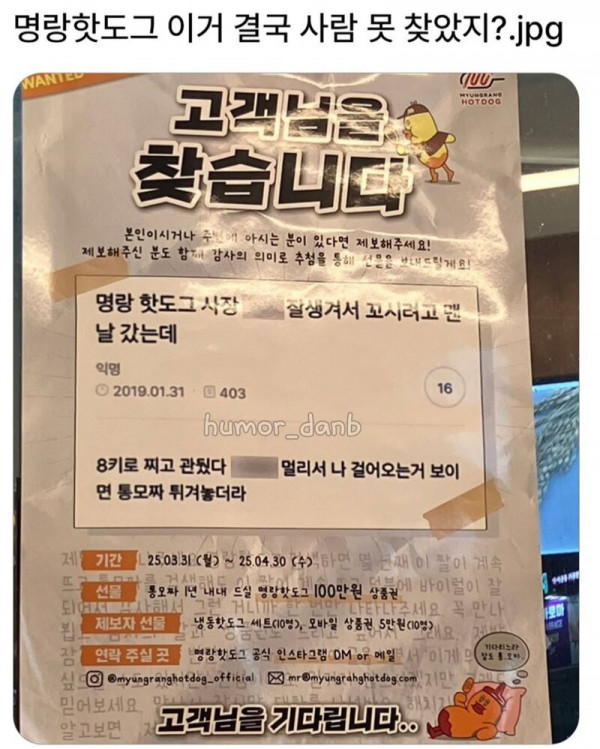 명랑핫도그 이거 결국 사람 못 찾았지?.jpg
WANTED
MYUNGRANG
HOTDOG
고객님을
찾습니다
본인이시거나 주변에 아시는 분이 있다면 제보해주세요!
제보해주신 분도 함께 감사의 의미로 추첨을 통해 선물을 보내드릴게요!
명랑 핫도그 사장 잘생겨서 꼬시려고 맨
날 갔는데
익명
2019.01.31 403
16
humor_danb
8키로 찌고 관뒀다 멀리서 나 걸어오는거 보이
면 통모짜 튀겨놓더라
기간 25.03.31 (월) ~ 25.04.30 (수)
선물 통모짜 1년 내내 드실 명랑핫도그 100만원 상품권
제보자 선물 냉동핫도그 세트(10명), 모바일 상품권 5만원(10명)
연락 주실 곳 명랑핫도그 공식 인스타그램 DM or 메일
@myungranghotdog_official mr@myungrahghotdog.com
기다리느라
잠도 못 자..
고객님을 기다립니다..